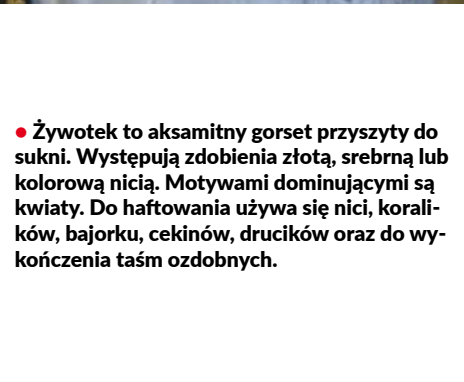 ● Żywotek to aksamitny gorset przyszyty do
sukni. Występują zdobienia złotą, srebrną lub
kolorową nicią. Motywami dominującymi są
kwiaty. Do haftowania używa się nici, korali-
ków, bajorku, cekinów, drucików oraz do wy-
kończenia taśm ozdobnych.